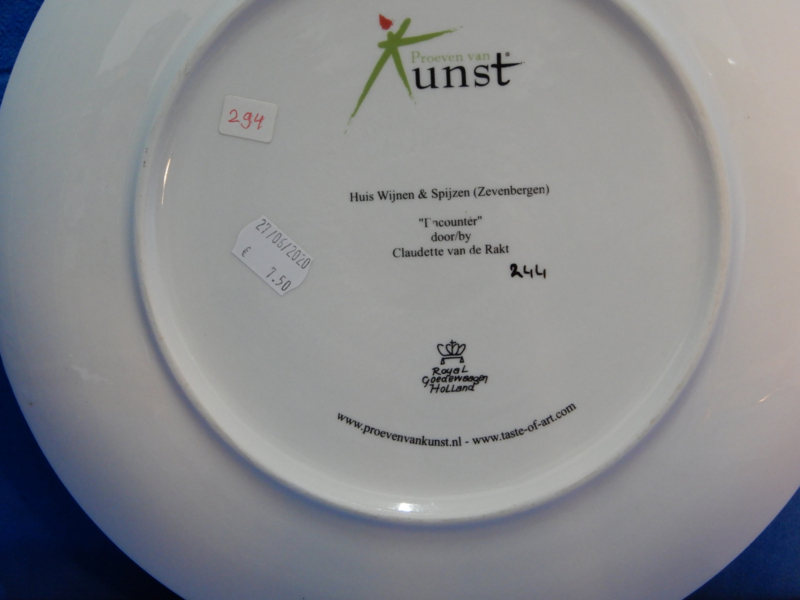 Proeven van
Kunst®
294
Huis Wijnen & Spijzen (Zevenbergen)
27/06/2020
€ 7.50
"Encounter"
door/by
Claudette van de Rakt
244
Royal
Goedewaagen
Holland
www.proevenvankunst.nl - www.taste-of-art.com